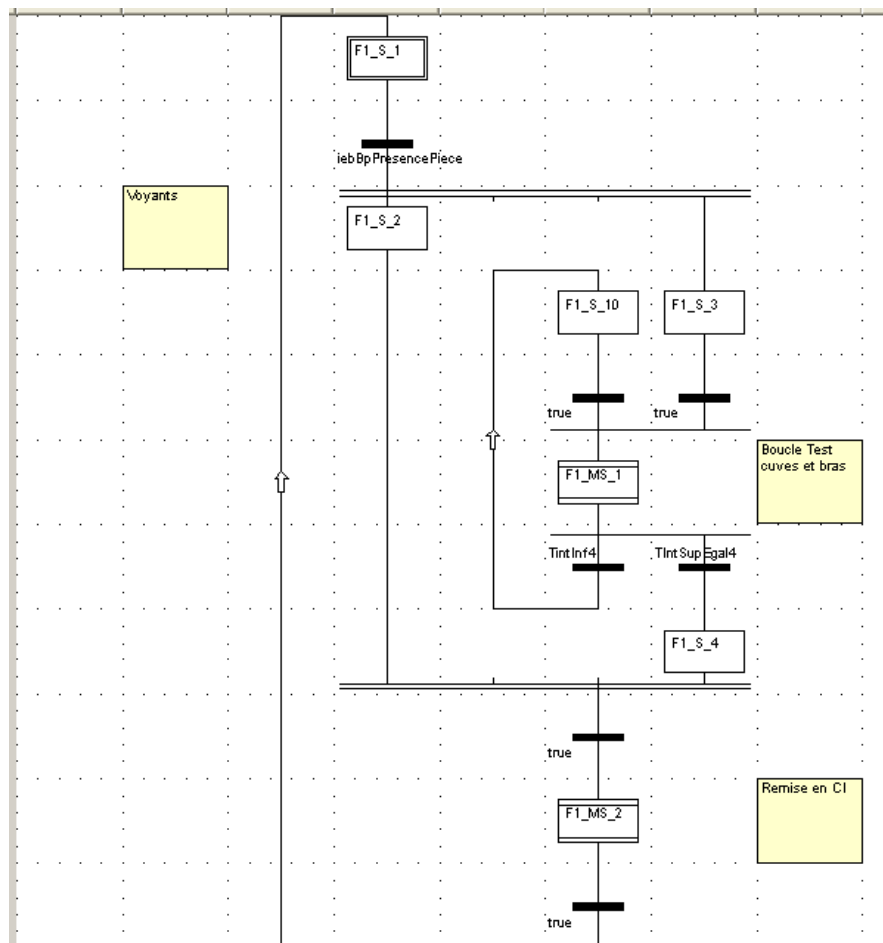 F1_S_1
iebBpPresencePiece
Voyants
F1_S_2
F1_S_10
F1_S_3
true
true
Boucle Test
cuves et bras
F1_MS_1
TintInf4
TIntSupEgal4
F1_S_4
true
Remise en CI
F1_MS_2
true